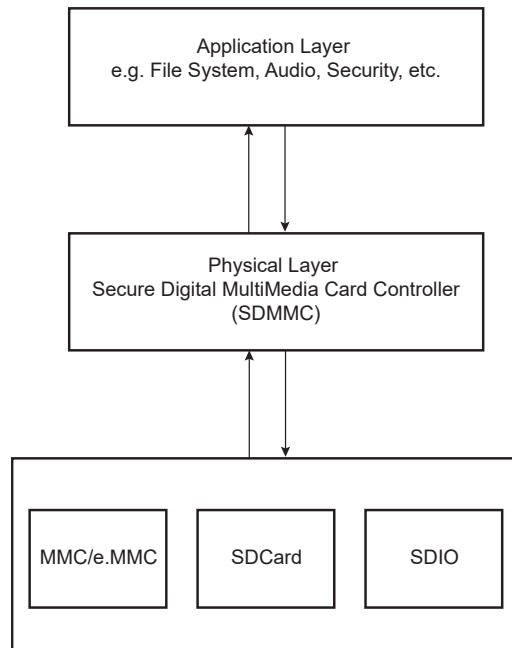 Application Layer
e.g. File System, Audio, Security, etc.
Physical Layer
Secure Digital MultiMedia Card Controller
(SDMMC)
MMC/e.MMC
SDCard
SDIO